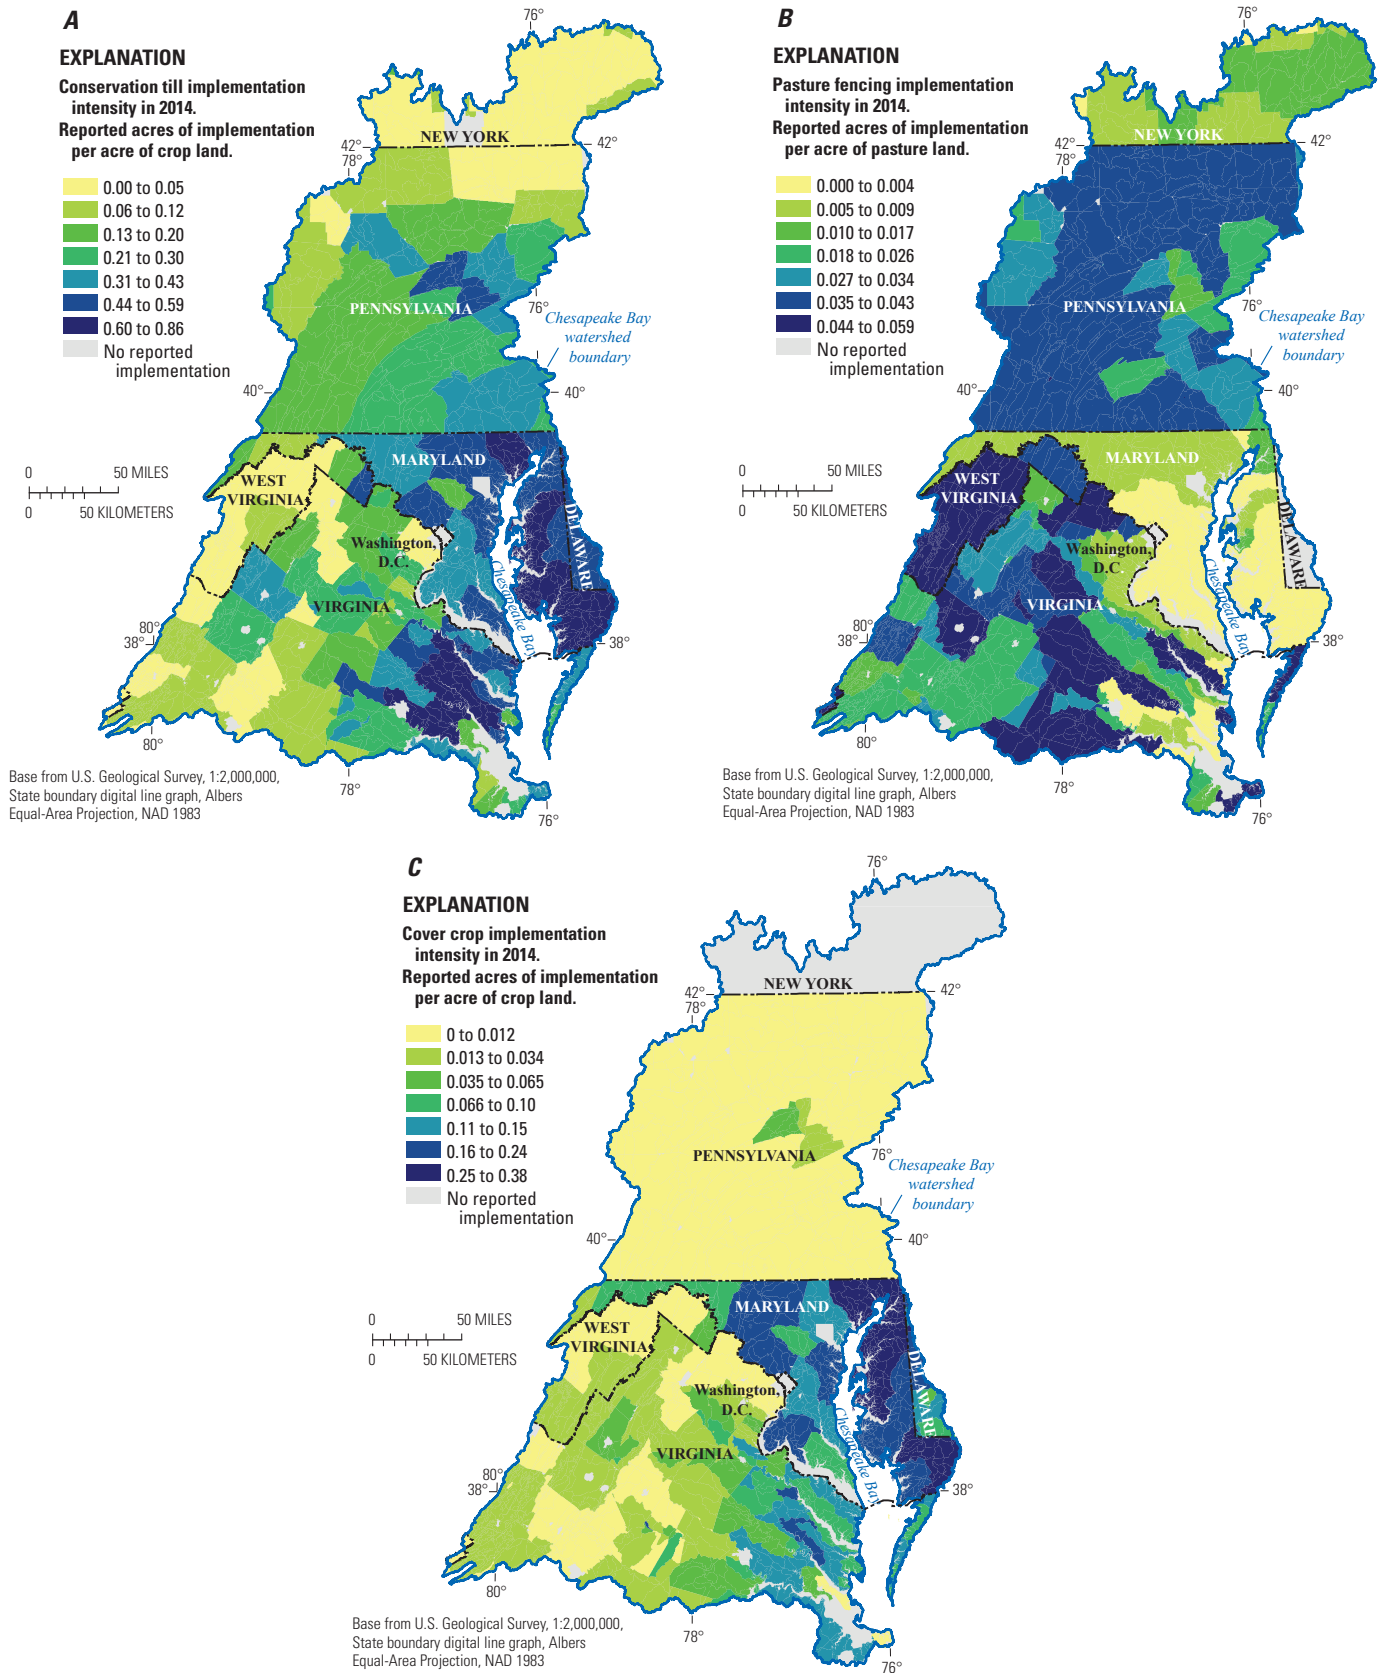 A
EXPLANATION
Conservation till implementation
intensity in 2014.
Reported acres of implementation
per acre of crop land.
0.00 to 0.05
0.06 to 0.12
0.13 to 0.20
0.21 to 0.30
0.31 to 0.43
0.44 to 0.59
0.60 to 0.86
No reported
implementation
76°
NEW YORK
42°
42°
78°
PENNSYLVANIA
76°
Chesapeake Bay
watershed
boundary
40°
40°
0 50 MILES
0 50 KILOMETERS
MARYLAND
WEST
VIRGINIA
DELAWARE
Washington,
D.C.
Chesapeake Bay
VIRGINIA
80°
38°
38°
80°
78°
76°
Base from U.S. Geological Survey, 1:2,000,000,
State boundary digital line graph, Albers
Equal-Area Projection, NAD 1983
B
EXPLANATION
Pasture fencing implementation
intensity in 2014.
Reported acres of implementation
per acre of pasture land.
0.000 to 0.004
0.005 to 0.009
0.010 to 0.017
0.018 to 0.026
0.027 to 0.034
0.035 to 0.043
0.044 to 0.059
No reported
implementation
76°
NEW YORK
42°
42°
78°
PENNSYLVANIA
76°
Chesapeake Bay
watershed
boundary
40°
40°
0 50 MILES
0 50 KILOMETERS
MARYLAND
WEST
VIRGINIA
DELAWARE
Washington,
D.C.
Chesapeake Bay
VIRGINIA
80°
38°
38°
80°
78°
76°
Base from U.S. Geological Survey, 1:2,000,000,
State boundary digital line graph, Albers
Equal-Area Projection, NAD 1983
C
EXPLANATION
Cover crop implementation
intensity in 2014.
Reported acres of implementation
per acre of crop land.
0 to 0.012
0.013 to 0.034
0.035 to 0.065
0.066 to 0.10
0.11 to 0.15
0.16 to 0.24
0.25 to 0.38
No reported
implementation
76°
NEW YORK
42°
42°
78°
PENNSYLVANIA
76°
Chesapeake Bay
watershed
boundary
40°
40°
0 50 MILES
0 50 KILOMETERS
MARYLAND
WEST
VIRGINIA
DELAWARE
Washington,
D.C.
Chesapeake Bay
VIRGINIA
80°
38°
38°
80°
78°
76°
Base from U.S. Geological Survey, 1:2,000,000,
State boundary digital line graph, Albers
Equal-Area Projection, NAD 1983